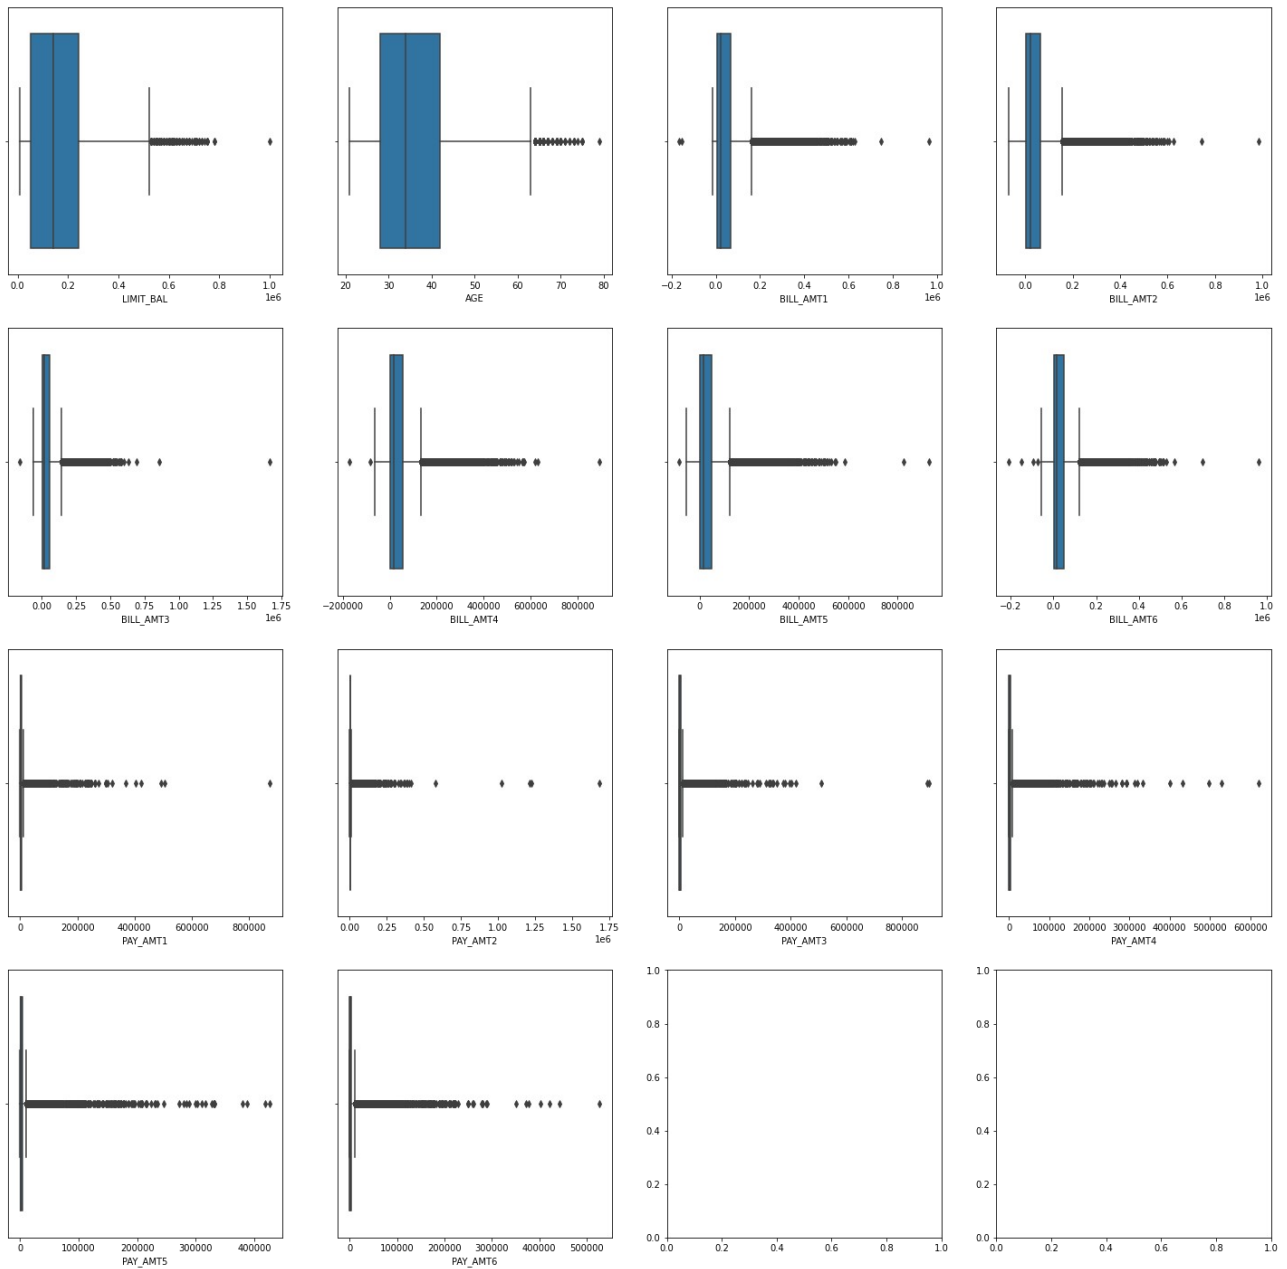 0.0 0.2 0.4 0.6 0.8 1.0
LIMIT_BAL 1e6
20 30 40 50 60 70 80
AGE
−0.2 0.0 0.2 0.4 0.6 0.8 1.0
BILL_AMT1 1e6
0.0 0.2 0.4 0.6 0.8 1.0
BILL_AMT2 1e6
0.00 0.25 0.50 0.75 1.00 1.25 1.50 1.75
BILL_AMT3 1e6
−200000 0 200000 400000 600000 800000
BILL_AMT4
0 200000 400000 600000 800000
BILL_AMT5
−0.2 0.0 0.2 0.4 0.6 0.8 1.0
BILL_AMT6 1e6
0 200000 400000 600000 800000
PAY_AMT1
0.00 0.25 0.50 0.75 1.00 1.25 1.50 1.75
PAY_AMT2 1e6
0 200000 400000 600000 800000
PAY_AMT3
0 100000 200000 300000 400000 500000 600000
PAY_AMT4
0 100000 200000 300000 400000
PAY_AMT5
0 100000 200000 300000 400000 500000
PAY_AMT6
1.0
0.8
0.6
0.4
0.2
0.0
0.0 0.2 0.4 0.6 0.8 1.0
1.0
0.8
0.6
0.4
0.2
0.0
0.0 0.2 0.4 0.6 0.8 1.0